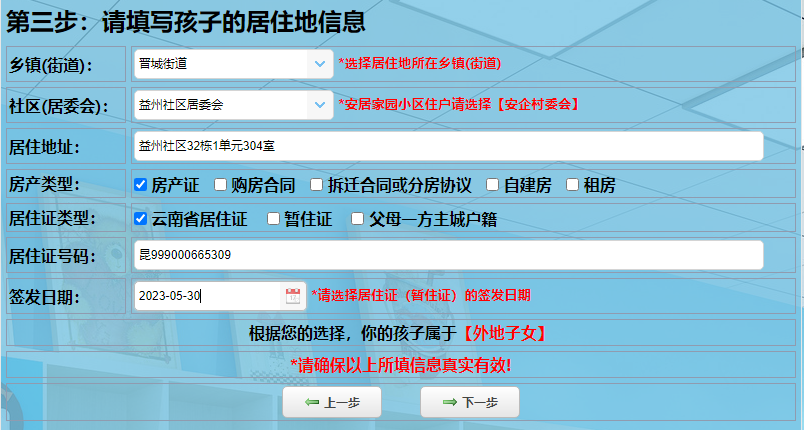 第三步：请填写孩子的居住地信息
乡镇(街道)： 晋城街道 *选择居住地所在乡镇(街道)
社区(居委会)： 益州社区居委会 *安居家园小区住户请选择【安企村委会】
居住地址： 益州社区32栋1单元304室
房产类型： 房产证 购房合同 拆迁合同或分房协议 自建房 租房
居住证类型： 云南省居住证 暂住证 父母一方主城户籍
居住证号码： 昆999000665309
签发日期： 2023-05-30 *请选择居住证（暂住证）的签发日期
根据您的选择，你的孩子属于【外地子女】
*请确保以上所填信息真实有效!
上一步 下一步